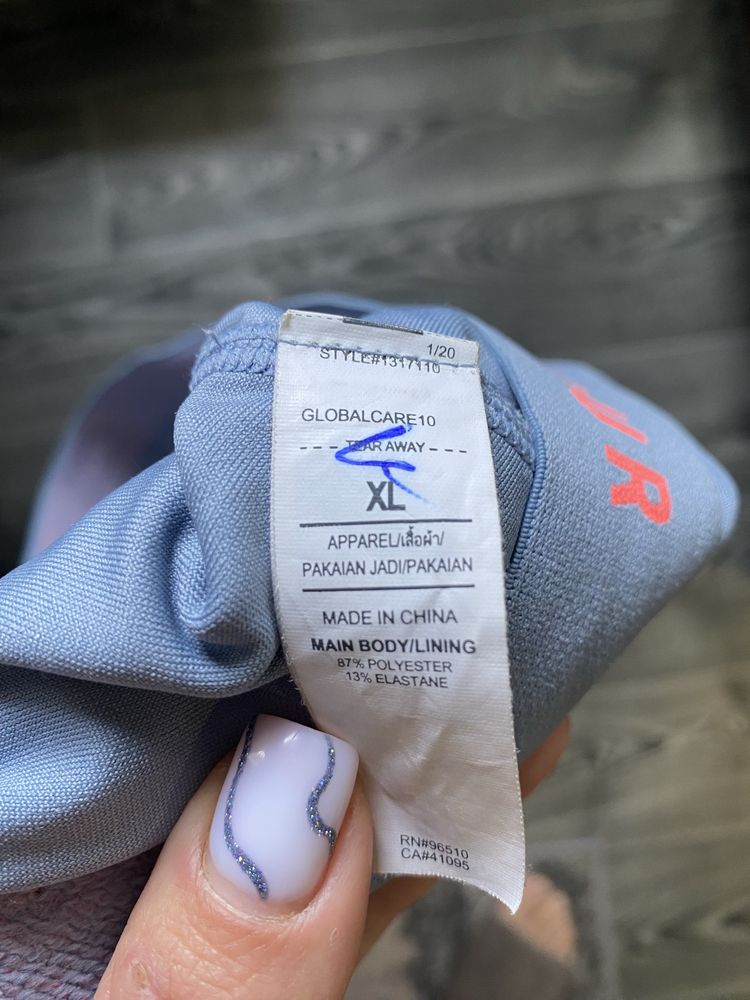 1/20
STYLE#1317110
GLOBALCARE10
TEAR AWAY
XL
APPAREL/เสื้อผ้า/
PAKAIAN JADI/PAKAIAN
MADE IN CHINA
MAIN BODY/LINING
87% POLYESTER
13% ELASTANE
RN#96510
CA#41095
UR